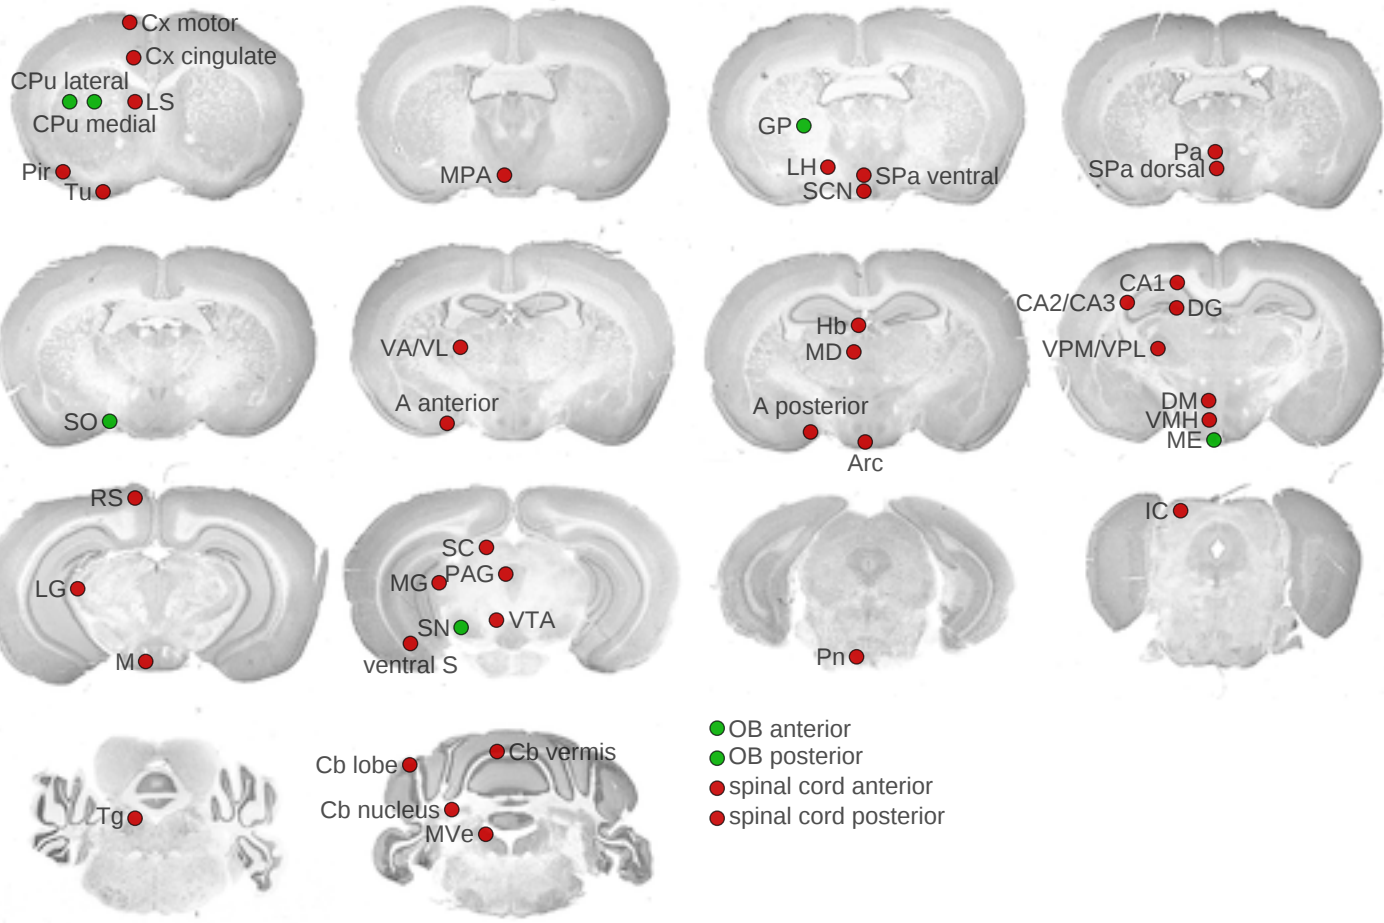 Cx motor
Cx cingulate
CPu lateral
LS
CPu medial
Pir
Tu
MPA
GP
LH
SPa ventral
SCN
Pa
SPa dorsal
SO
VA/VL
A anterior
Hb
MD
A posterior
Arc
CA1
CA2/CA3
DG
VPM/VPL
DM
VMH
ME
RS
LG
M
SC
MG
PAG
SN
VTA
ventral S
Pn
IC
Tg
Cb lobe
Cb vermis
Cb nucleus
MVe
OB anterior
OB posterior
spinal cord anterior
spinal cord posterior